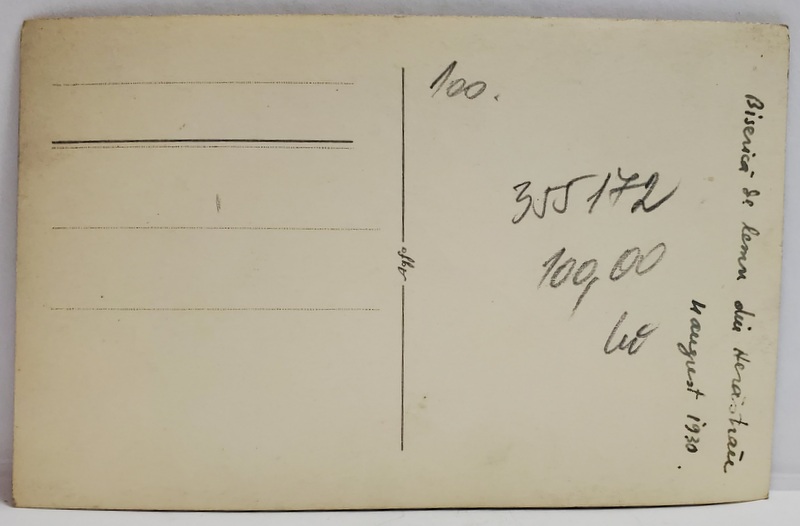 100.
355172
100,00
lei
Biserică de lemn din Herăstrău
4 august 1930.